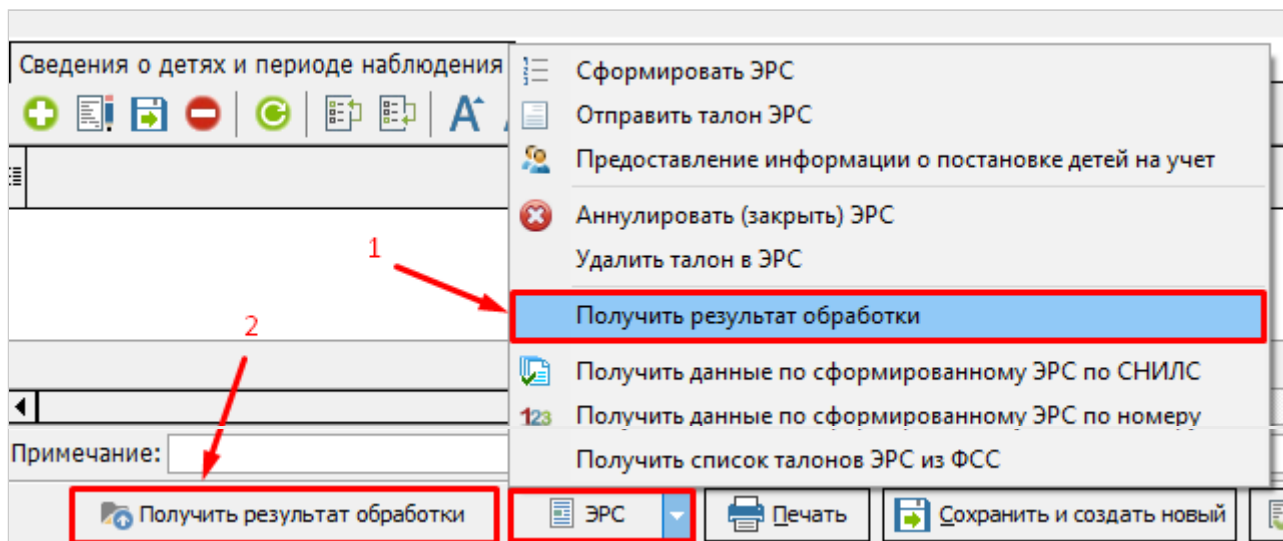 Сведения о детях и периоде наблюдения
Сформировать ЭРС
Отправить талон ЭРС
Предоставление информации о постановке детей на учет
Аннулировать (закрыть) ЭРС
Удалить талон в ЭРС
1
Получить результат обработки
2
Получить данные по сформированному ЭРС по СНИЛС
123 Получить данные по сформированному ЭРС по номеру
Примечание:
Получить список талонов ЭРС из ФСС
Получить результат обработки ЭРС Печать Сохранить и создать новый